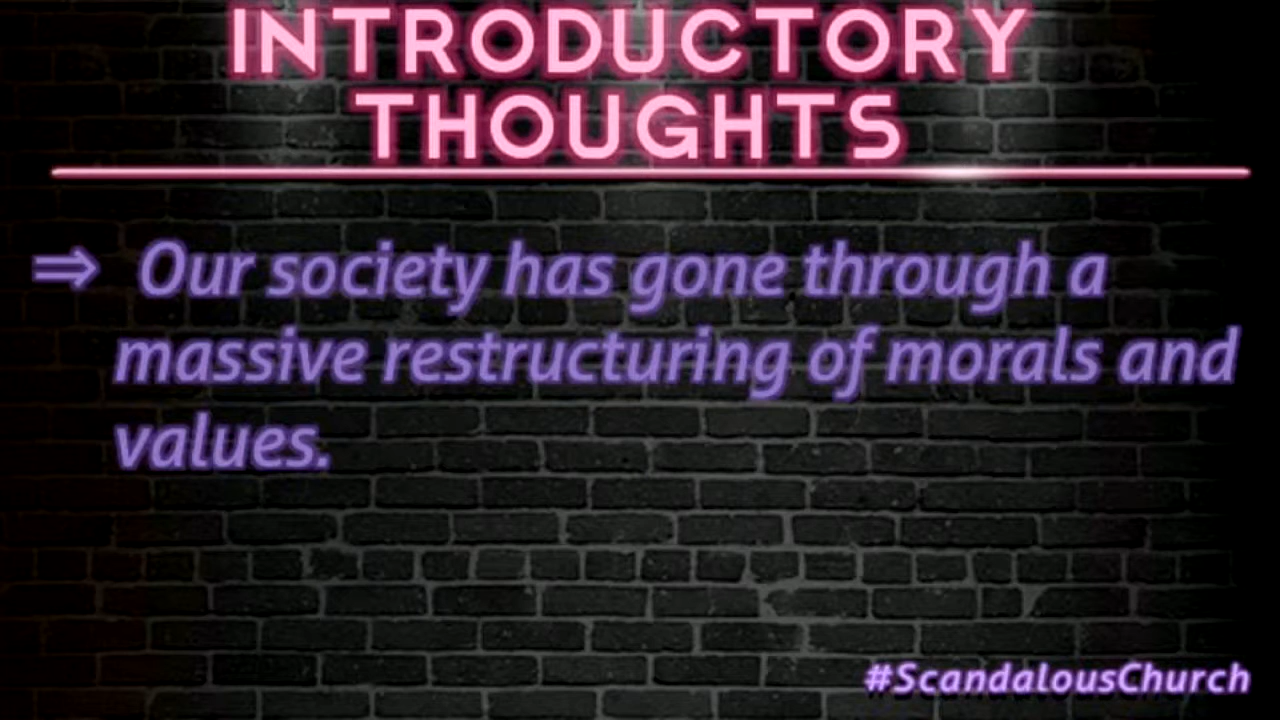 INTRODUCTORY
THOUGHTS
⇒ Our society has gone through a
massive restructuring of morals and
values.
#ScandalousChurch